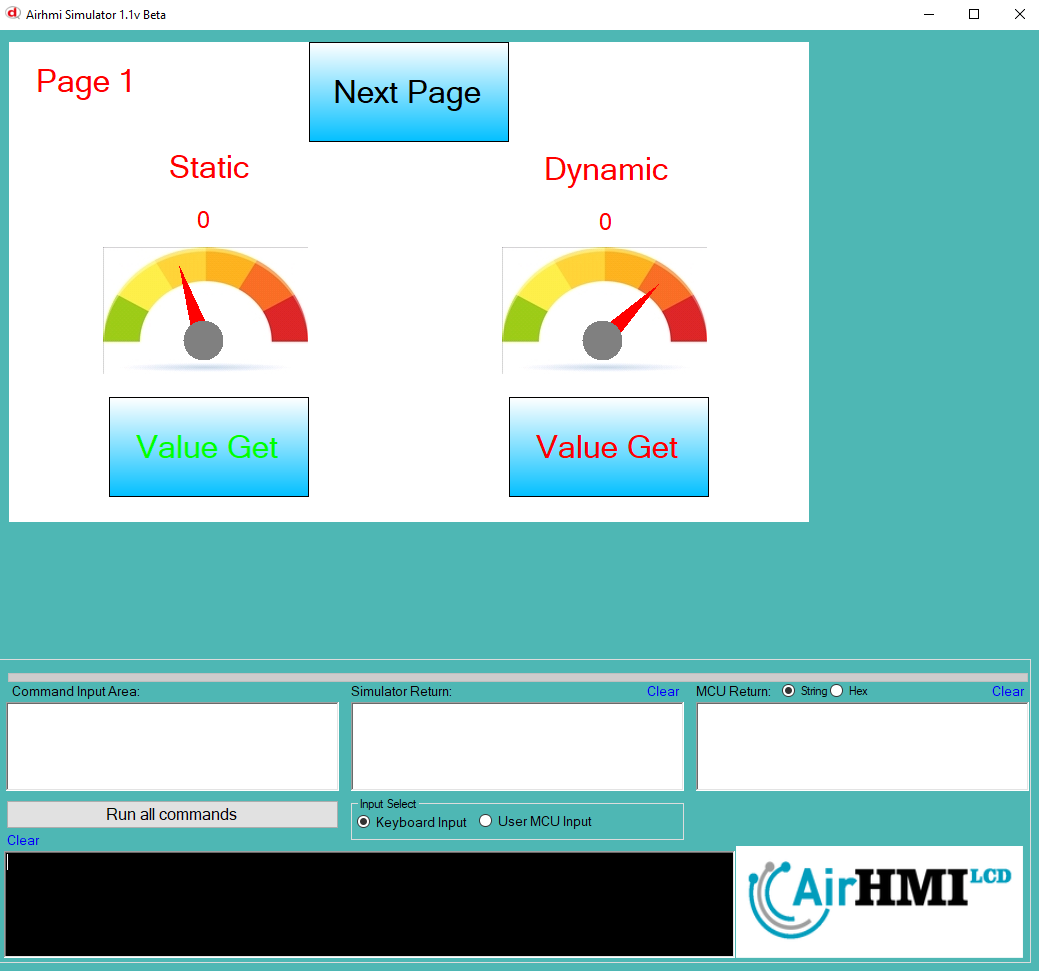 Airhmi Simulator 1.1v Beta
Page 1
Next Page
Static
Dynamic
0
0
Value Get
Value Get
Command Input Area:
Simulator Return:
Clear
MCU Return:
String
Hex
Clear
Run all commands
Input Select
Keyboard Input
User MCU Input
Clear
AirHMI LCD